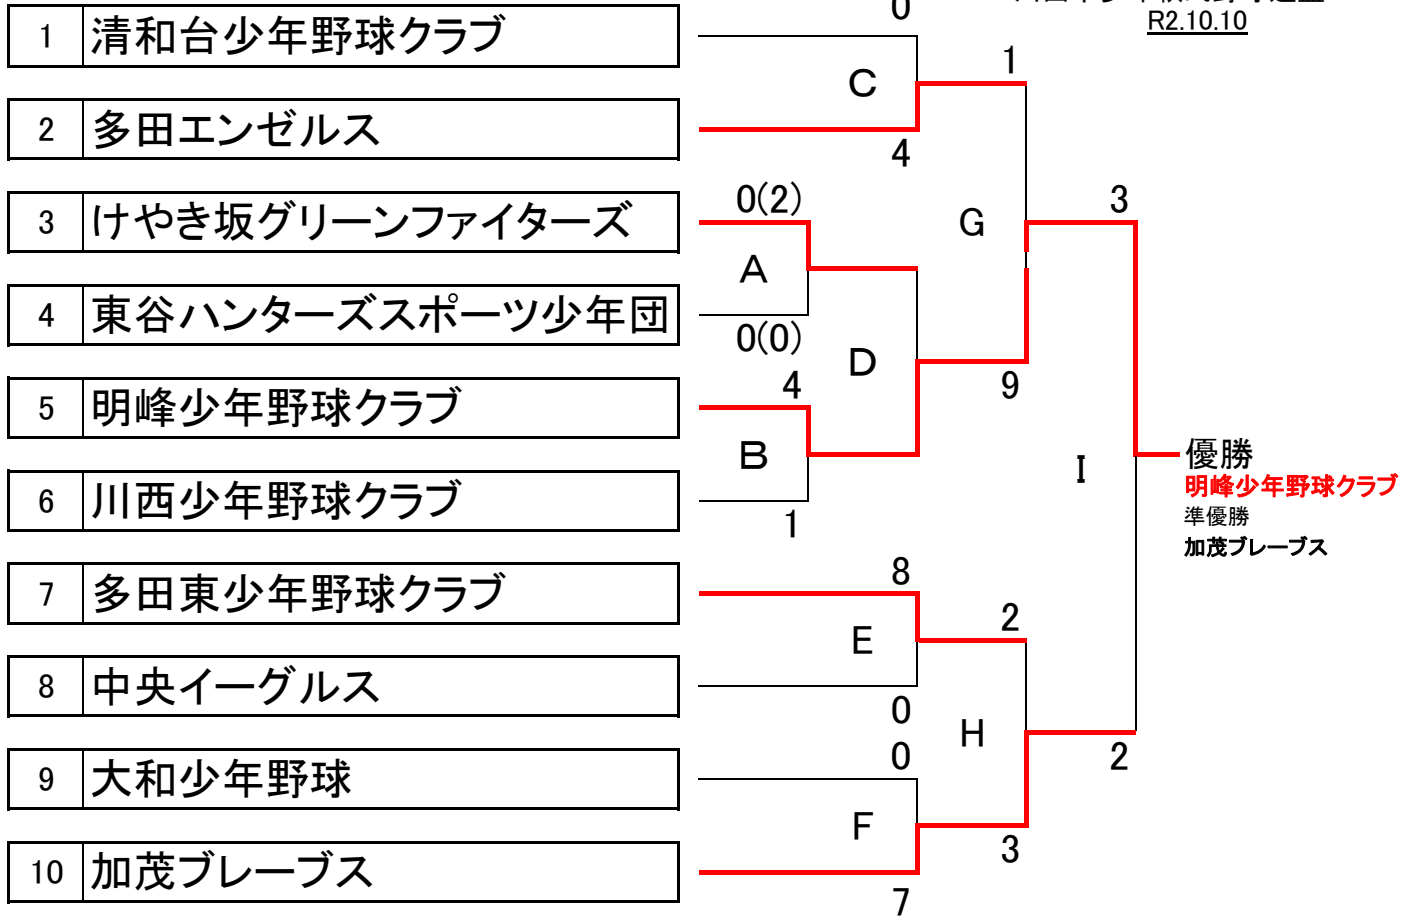 R2.10.10
0
1 清和台少年野球クラブ
C
1
2 多田エンゼルス
4
0(2)
3 けやき坂グリーンファイターズ
G
3
A
4 東谷ハンターズスポーツ少年団
0(0)
D
4
9
5 明峰少年野球クラブ
B
I
優勝
明峰少年野球クラブ
準優勝
加茂ブレーブス
6 川西少年野球クラブ
1
8
7 多田東少年野球クラブ
2
E
8 中央イーグルス
0
H
0
2
9 大和少年野球
F
3
10 加茂ブレーブス
7